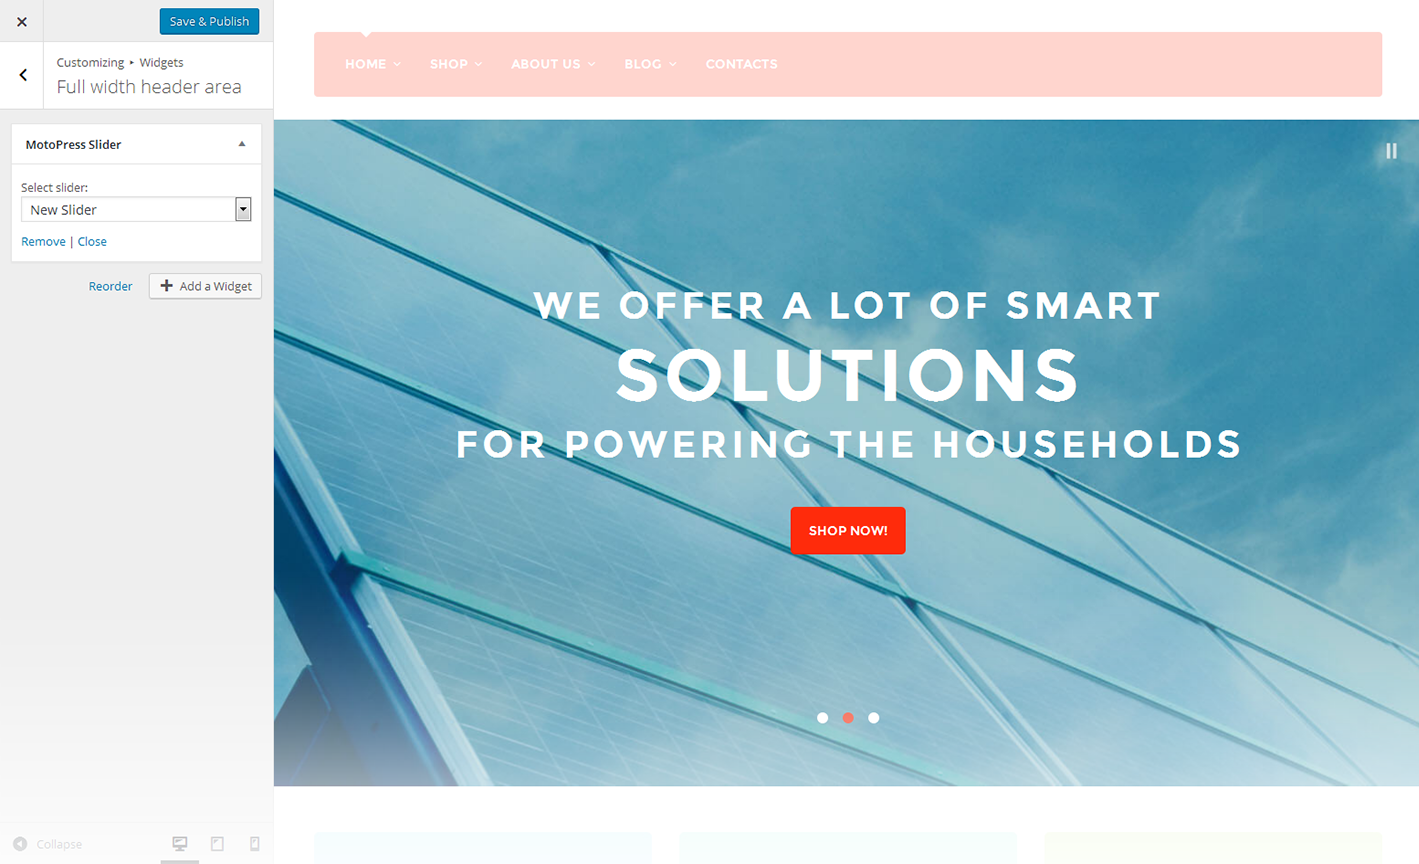 Save & Publish
Customizing ▸ Widgets
Full width header area
MotoPress Slider
Select slider:
New Slider
Remove | Close
Reorder
Add a Widget
Collapse
HOME SHOP ABOUT US BLOG CONTACTS
WE OFFER A LOT OF SMART
SOLUTIONS
FOR POWERING THE HOUSEHOLDS
SHOP NOW!